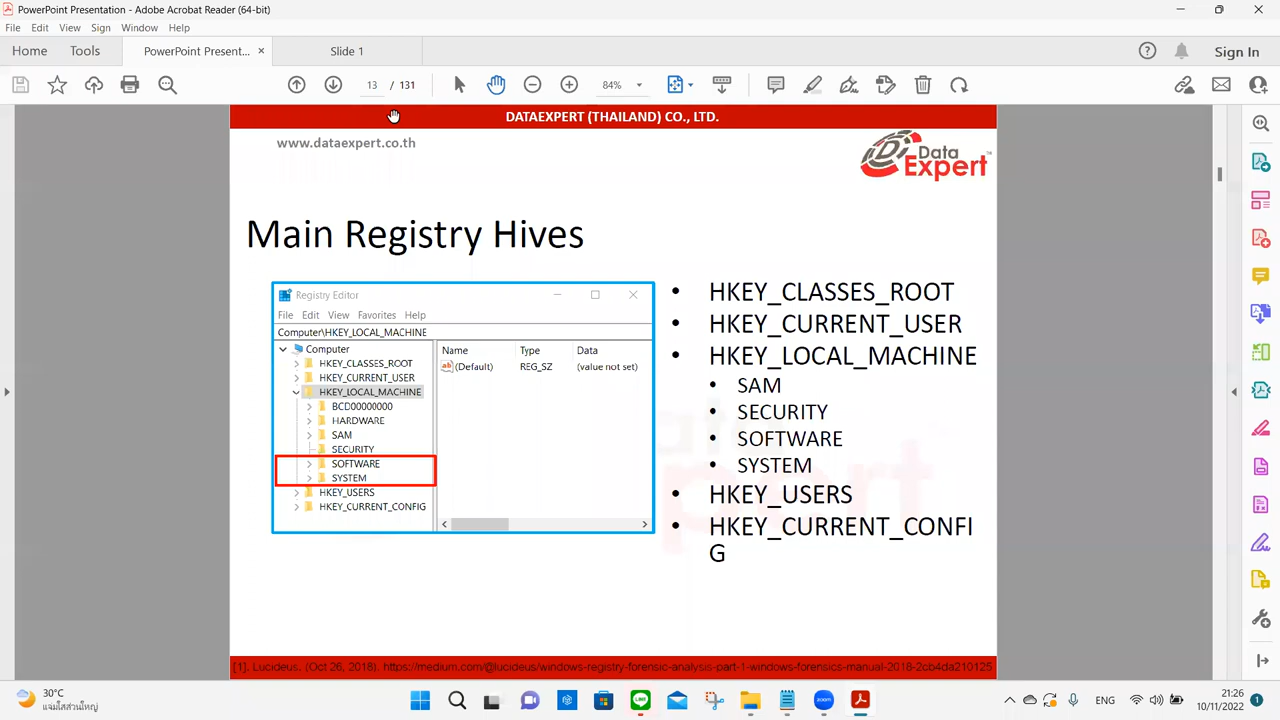 PowerPoint Presentation - Adobe Acrobat Reader (64-bit)
File Edit View Sign Window Help
Home Tools PowerPoint Present... × Slide 1 Sign In
13 / 131 84%
DATAEXPERT (THAILAND) CO., LTD.
www.dataexpert.co.th
Data
Expert
Main Registry Hives
Registry Editor
File Edit View Favorites Help
Computer\HKEY_LOCAL_MACHINE
Computer
HKEY_CLASSES_ROOT
HKEY_CURRENT_USER
HKEY_LOCAL_MACHINE
BCD00000000
HARDWARE
SAM
SECURITY
SOFTWARE
SYSTEM
HKEY_USERS
HKEY_CURRENT_CONFIG
Name Type Data
(Default) REG_SZ (value not set)
• HKEY_CLASSES_ROOT
• HKEY_CURRENT_USER
• HKEY_LOCAL_MACHINE
• SAM
• SECURITY
• SOFTWARE
• SYSTEM
• HKEY_USERS
• HKEY_CURRENT_CONFI
G
[1]. Lucideus. (Oct 26, 2018). https://medium.com/@lucideus/windows-registry-forensic-analysis-part-1-windows-forensics-manual-2018-2cb4da210125
30°C
แจ่มใสส่วนใหญ่
ENG
21:26
10/11/2022